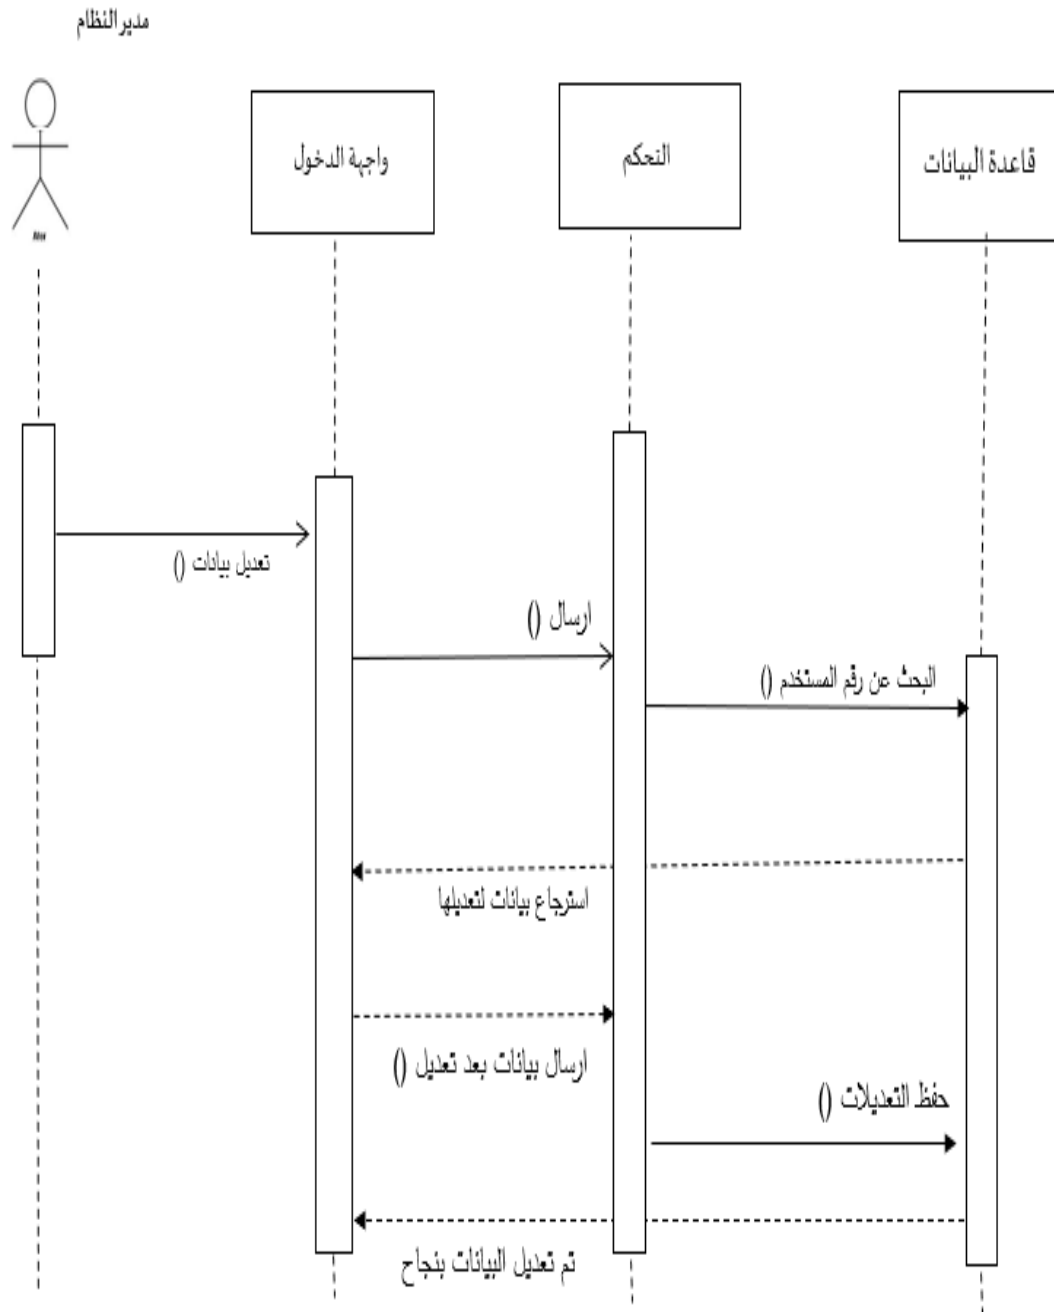 مدير النظام
واجهة الدخول
التحكم
قاعدة البيانات
تعديل بيانات ()
ارسال ()
البحث عن رقم المستخدم ()
استرجاع بيانات لتعديلها
ارسال بيانات بعد تعديل ()
حفظ التعديلات ()
تم تعديل البيانات بنجاح